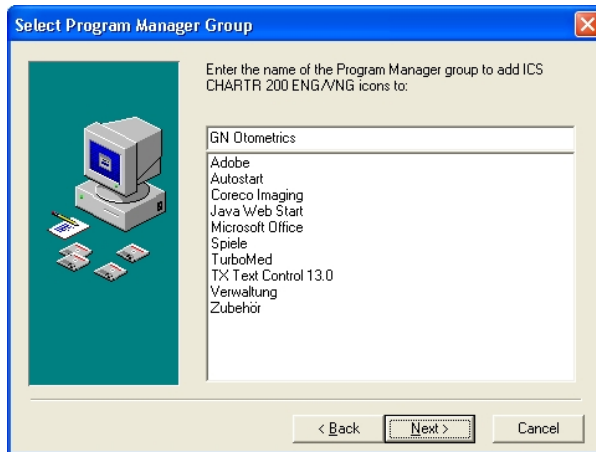 Select Program Manager Group
Enter the name of the Program Manager group to add ICS
CHARTR 200 ENG/VNG icons to:
GN Otometrics
Adobe
Autostart
Coreco Imaging
Java Web Start
Microsoft Office
Spiele
TurboMed
TX Text Control 13.0
Verwaltung
Zubehör
< Back
Next >
Cancel